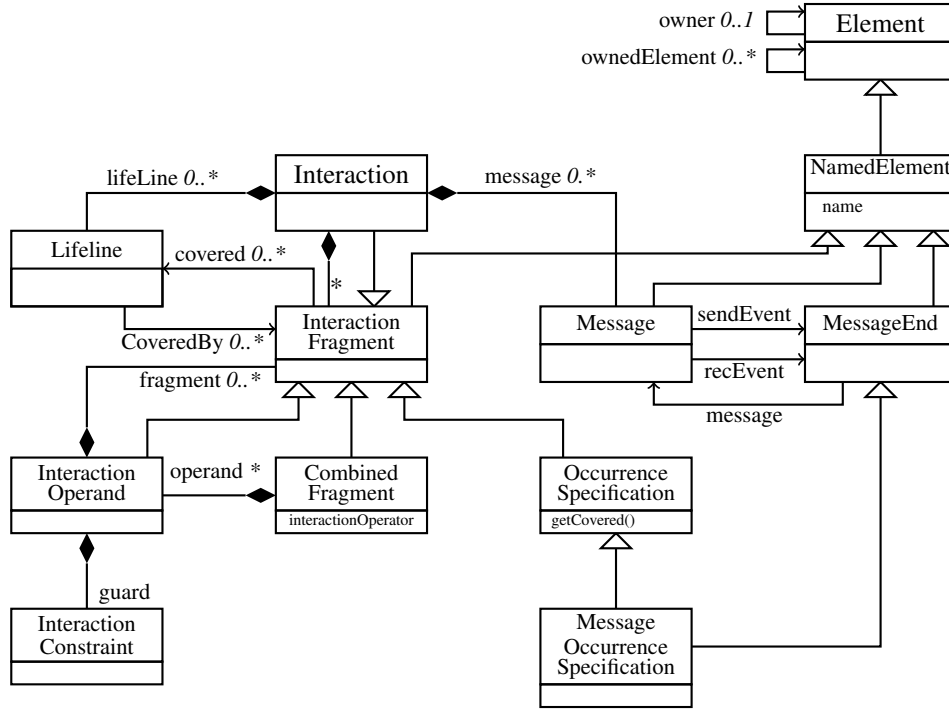 owner 0..1
Element
ownedElement 0..*
lifeLine 0..*
Interaction
message 0.*
NamedElement
name
Lifeline
covered 0..*
*
CoveredBy 0..*
Interaction
Fragment
Message
sendEvent
MessageEnd
recEvent
fragment 0..*
message
Interaction
Operand
operand *
Combined
Fragment
interactionOperator
Occurrence
Specification
getCovered()
guard
Interaction
Constraint
Message
Occurrence
Specification